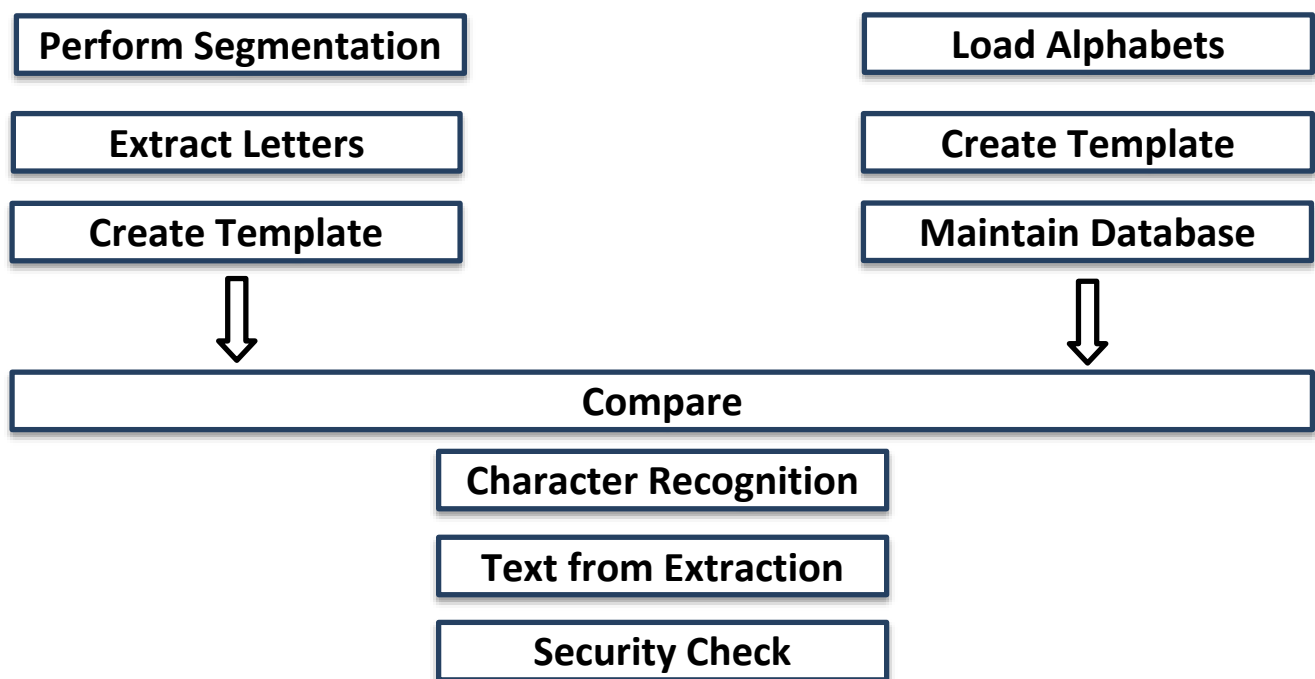 Perform Segmentation
Load Alphabets
Extract Letters
Create Template
Create Template
Maintain Database
Compare
Character Recognition
Text from Extraction
Security Check